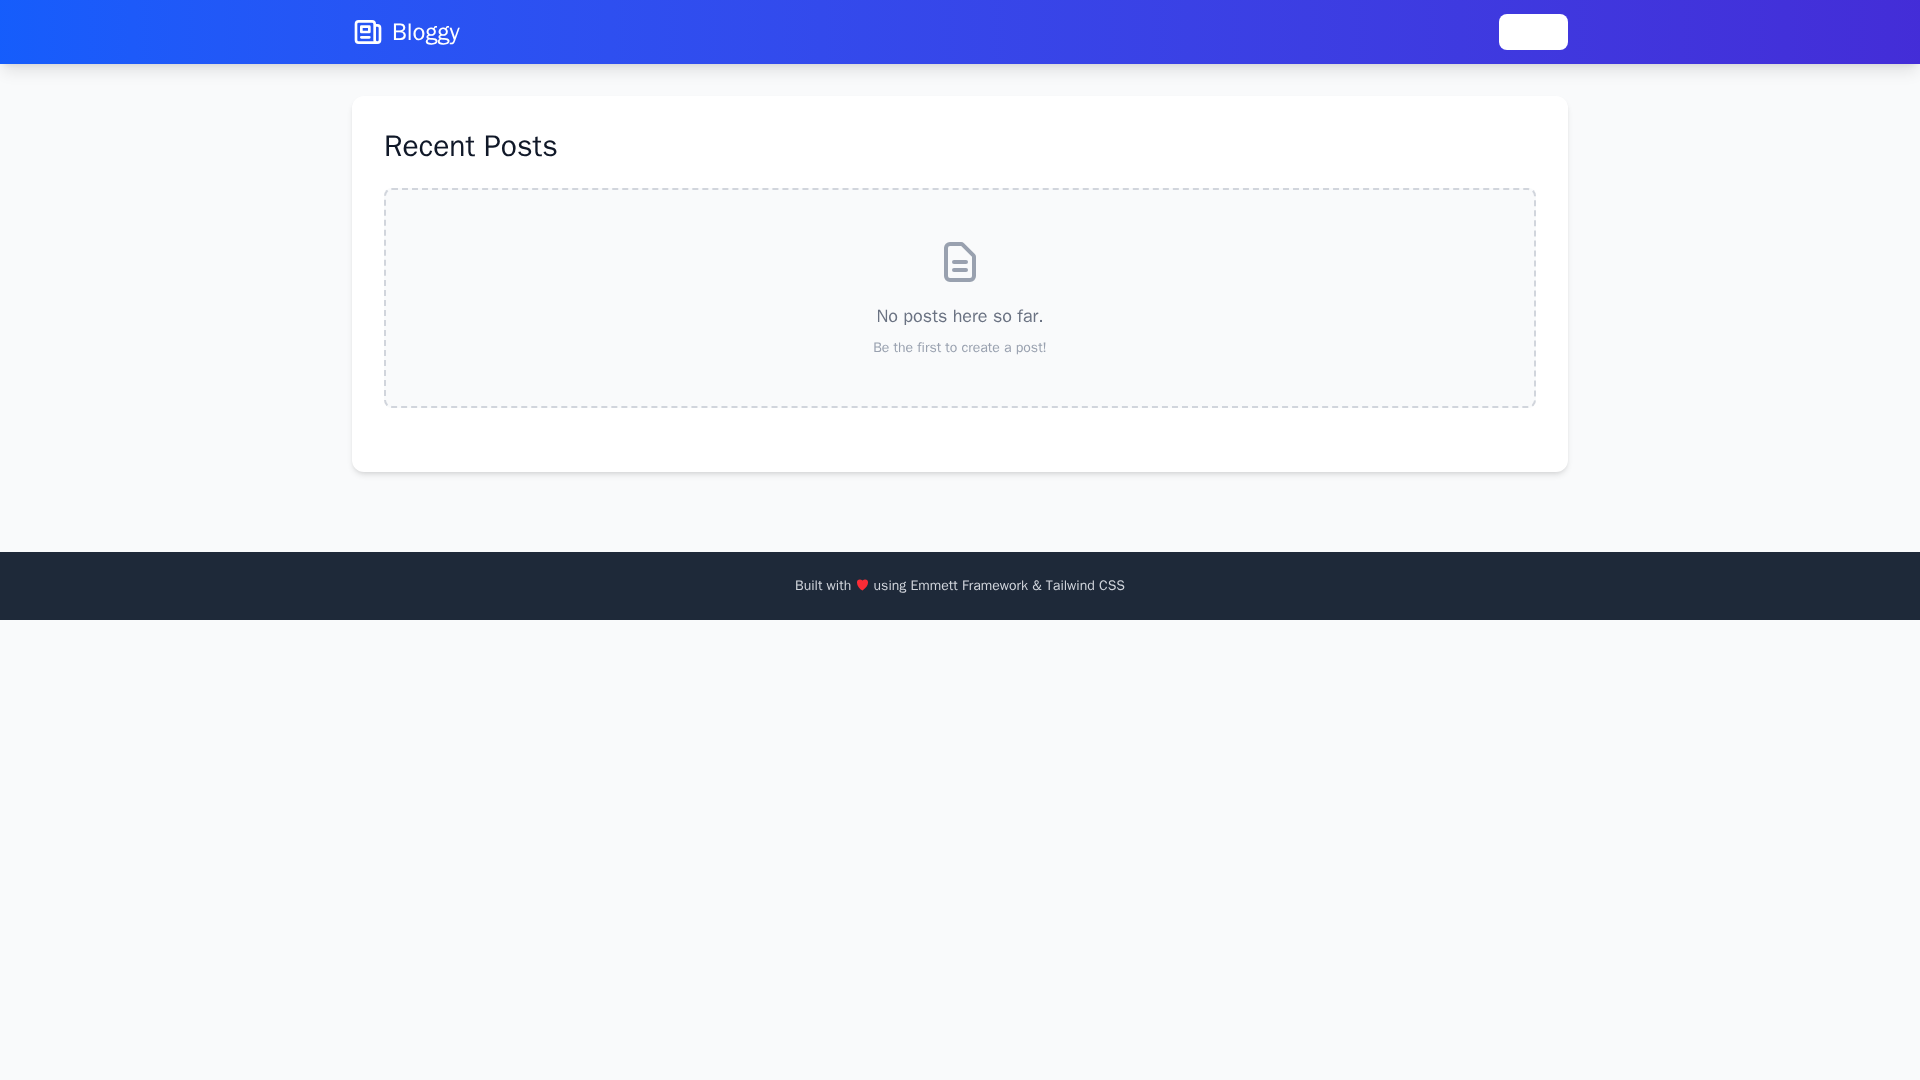 Bloggy
Recent Posts
No posts here so far.
Be the first to create a post!
Built with ♥ using Emmett Framework & Tailwind CSS